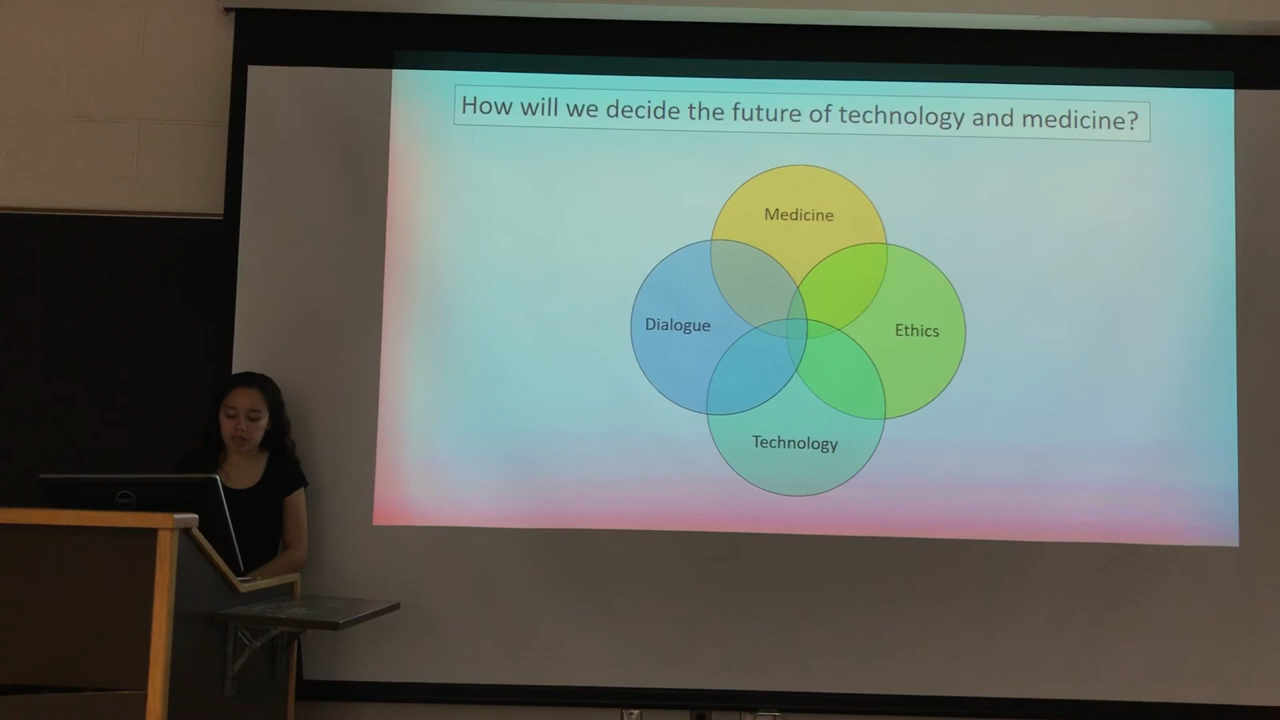 How will we decide the future of technology and medicine?
Medicine
Dialogue
Ethics
Technology